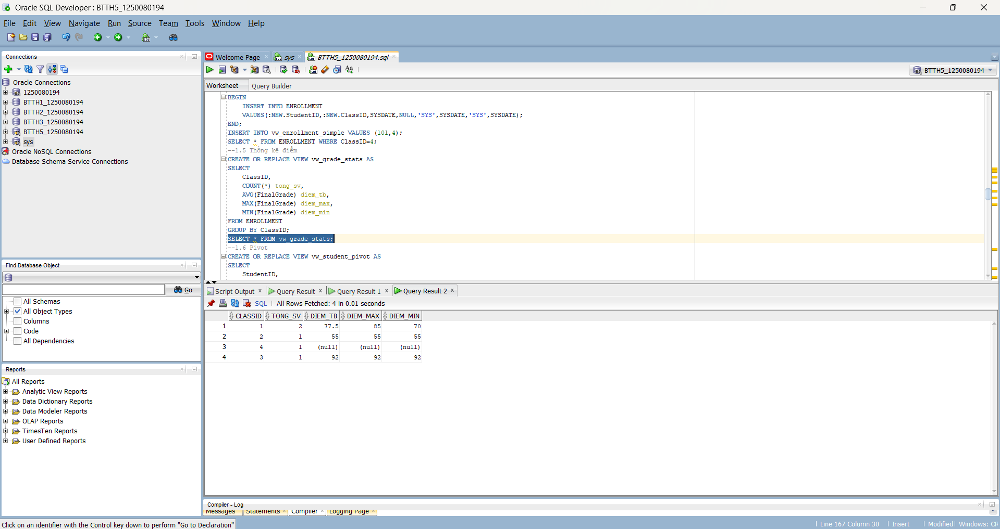 Oracle SQL Developer : BTTH5_1250080194
File Edit View Navigate Run Source Team Tools Window Help
Connections
Oracle Connections
1250080194
BTTH1_1250080194
BTTH2_1250080194
BTTH3_1250080194
BTTH5_1250080194
sys
Oracle NoSQL Connections
Database Schema Service Connections
Find Database Object
Go
All Schemas
All Object Types
Columns
Code
All Dependencies
Reports
All Reports
Analytic View Reports
Data Dictionary Reports
Data Modeler Reports
OLAP Reports
TimesTen Reports
User Defined Reports
Welcome Page sys BTTH5_1250080194.sql
BTTH5_1250080194
Worksheet Query Builder
BEGIN
INSERT INTO ENROLLMENT
VALUES(:NEW.StudentID,:NEW.ClassID,SYSDATE,NULL,'SYS',SYSDATE,'SYS',SYSDATE);
END;
INSERT INTO vw_enrollment_simple VALUES (101,4);
SELECT * FROM ENROLLMENT WHERE ClassID=4;
--1.5 Thống kê điểm
CREATE OR REPLACE VIEW vw_grade_stats AS
SELECT
ClassID,
COUNT(*) tong_sv,
AVG(FinalGrade) diem_tb,
MAX(FinalGrade) diem_max,
MIN(FinalGrade) diem_min
FROM ENROLLMENT
GROUP BY ClassID;
SELECT * FROM vw_grade_stats;
--1.6 Pivot
CREATE OR REPLACE VIEW vw_student_pivot AS
SELECT
StudentID,
Script Output Query Result Query Result 1 Query Result 2
SQL All Rows Fetched: 4 in 0.01 seconds
CLASSID TONG_SV DIEM_TB DIEM_MAX DIEM_MIN
1 1 2 77.5 85 70
2 2 1 55 55 55
3 4 1 (null) (null) (null)
4 3 1 92 92 92
Compiler - Log
Messages Statements Compiler Logging Page
Click on an identifier with the Control key down to perform "Go to Declaration"
Line 167 Column 30 Insert Modified Windows: CR